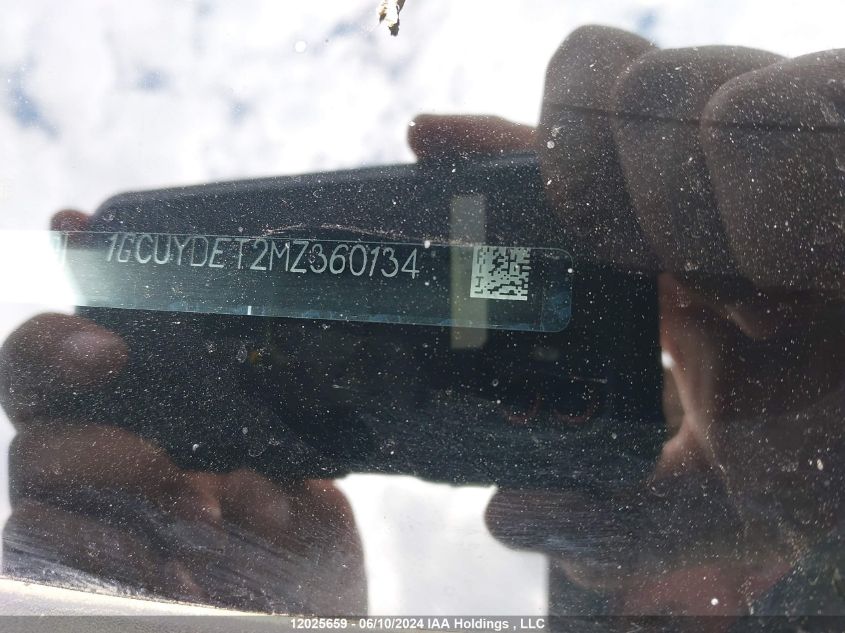 1GCUYDET2MZ360134
12025659 - 06/10/2024 IAA Holdings , LLC